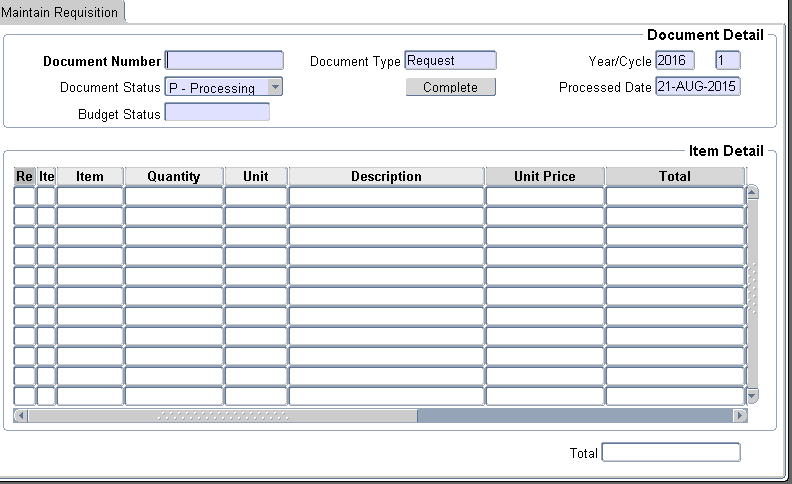 Maintain Requisition
Document Detail
Document Number Document Type Request Year/Cycle 2016 1
Document Status P - Processing Complete Processed Date 21-AUG-2015
Budget Status
Item Detail
Re Ite Item Quantity Unit Description Unit Price Total
Total